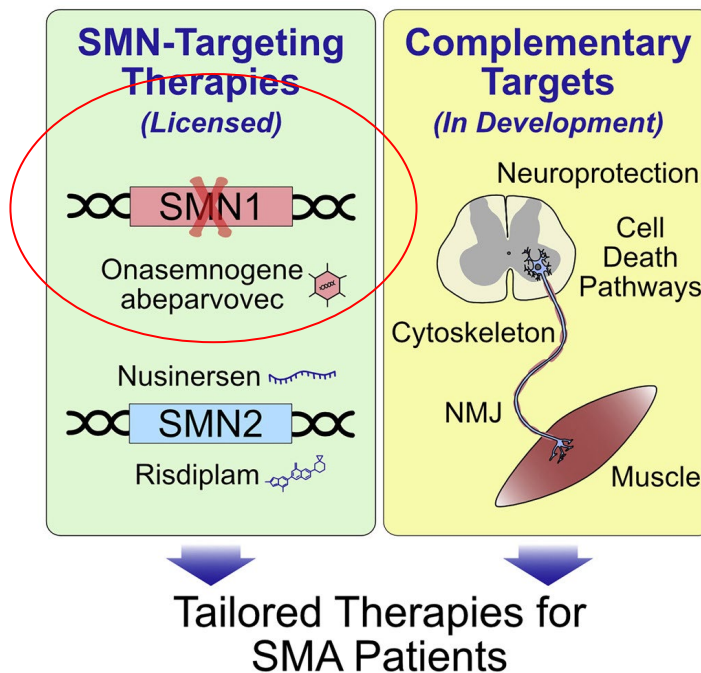 SMN-Targeting
Therapies
(Licensed)
SMN1
Onasemnogene
abeparvovec
Nusinersen
SMN2
Risdiplam
Complementary
Targets
(In Development)
Neuroprotection
Cell
Death
Pathways
Cytoskeleton
NMJ
Muscle
Tailored Therapies for
SMA Patients